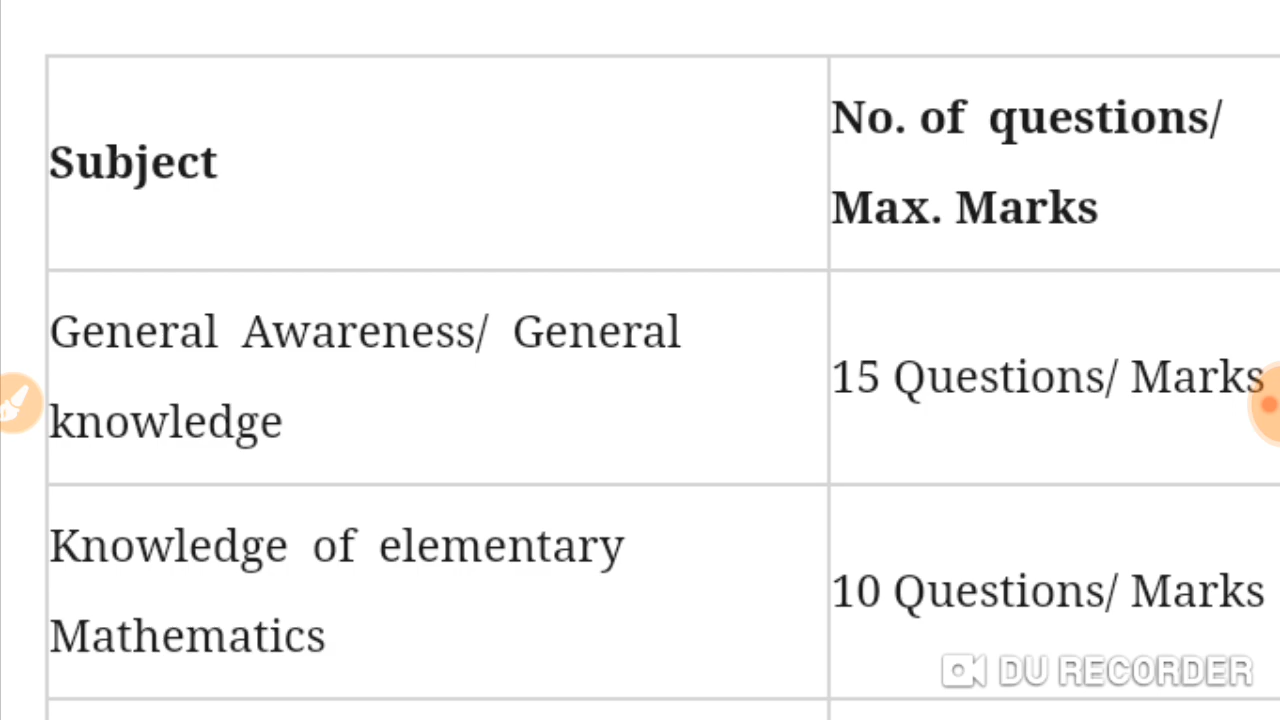 Subject
No. of questions/
Max. Marks
General Awareness/ General
knowledge
15 Questions/ Marks
Knowledge of elementary
Mathematics
10 Questions/ Marks
DU RECORDER